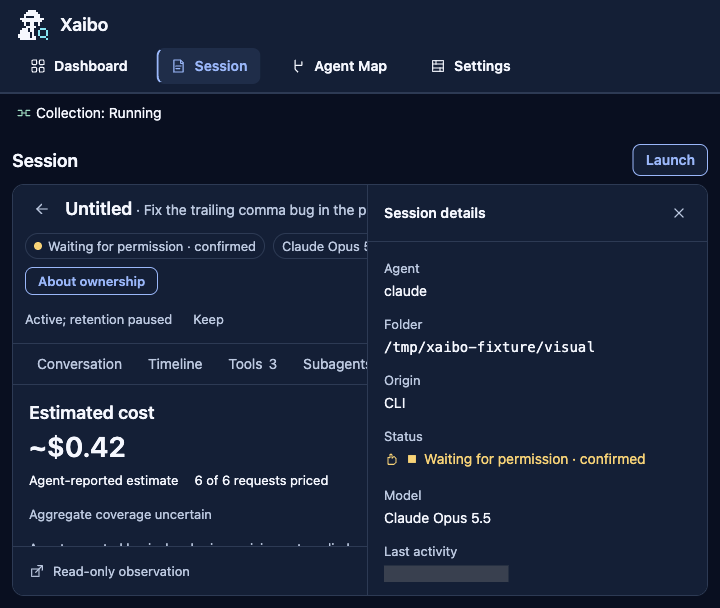 Xaibo
Dashboard
Session
Agent Map
Settings
Collection: Running
Session
Launch
Untitled · Fix the trailing comma bug in the p
Waiting for permission · confirmed
Claude Opus
About ownership
Active; retention paused
Keep
Conversation
Timeline
Tools 3
Subagents
Estimated cost
~$0.42
Agent-reported estimate
6 of 6 requests priced
Aggregate coverage uncertain
Read-only observation
Session details
Agent
claude
Folder
/tmp/xaibo-fixture/visual
Origin
CLI
Status
Waiting for permission · confirmed
Model
Claude Opus 5.5
Last activity